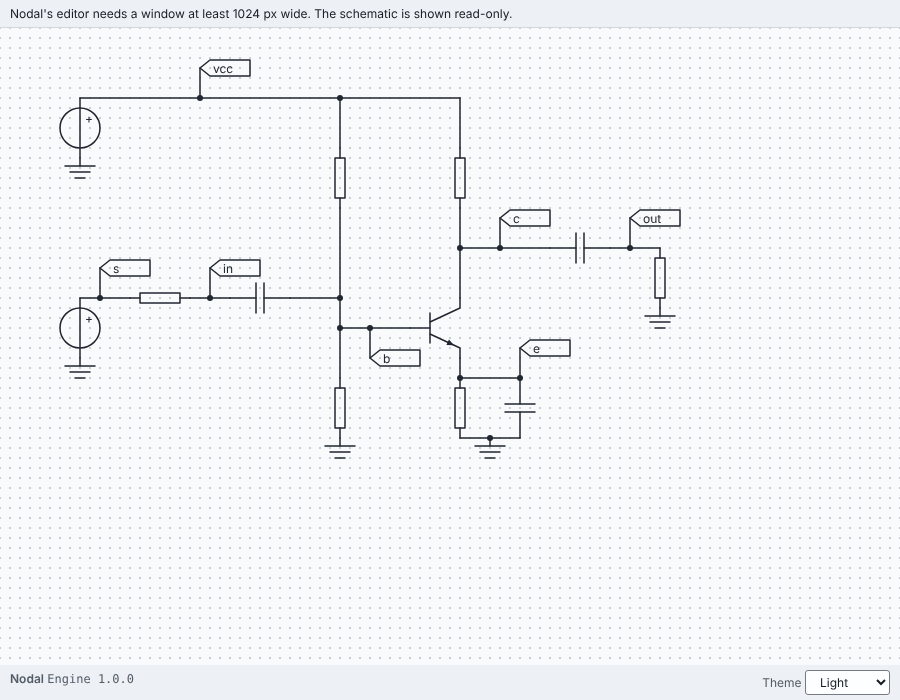 Nodal's editor needs a window at least 1024 px wide. The schematic is shown read-only.
vcc
+
c
out
s
in
+
e
b
Nodal Engine 1.0.0
Theme Light